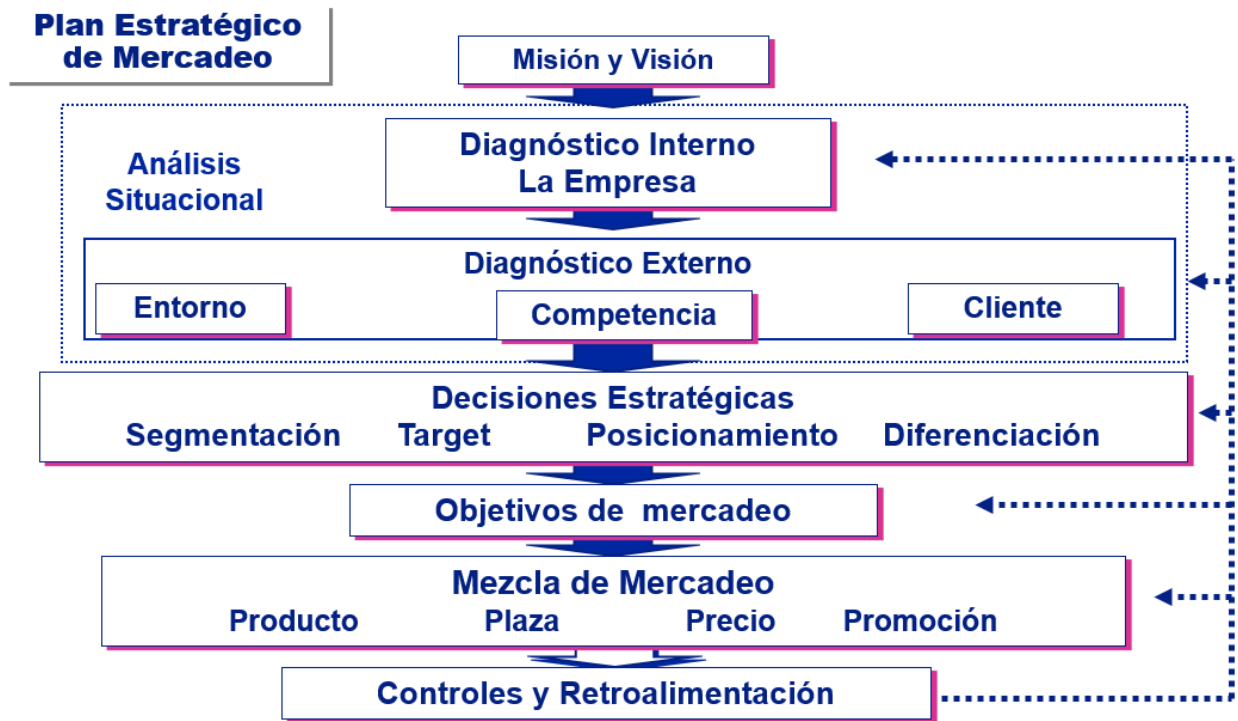 Plan Estratégico
de Mercadeo
Misión y Visión
Análisis
Situacional
Diagnóstico Interno
La Empresa
Diagnóstico Externo
Entorno
Competencia
Cliente
Decisiones Estratégicas
Segmentación Target Posicionamiento Diferenciación
Objetivos de mercadeo
Mezcla de Mercadeo
Producto Plaza Precio Promoción
Controles y Retroalimentación